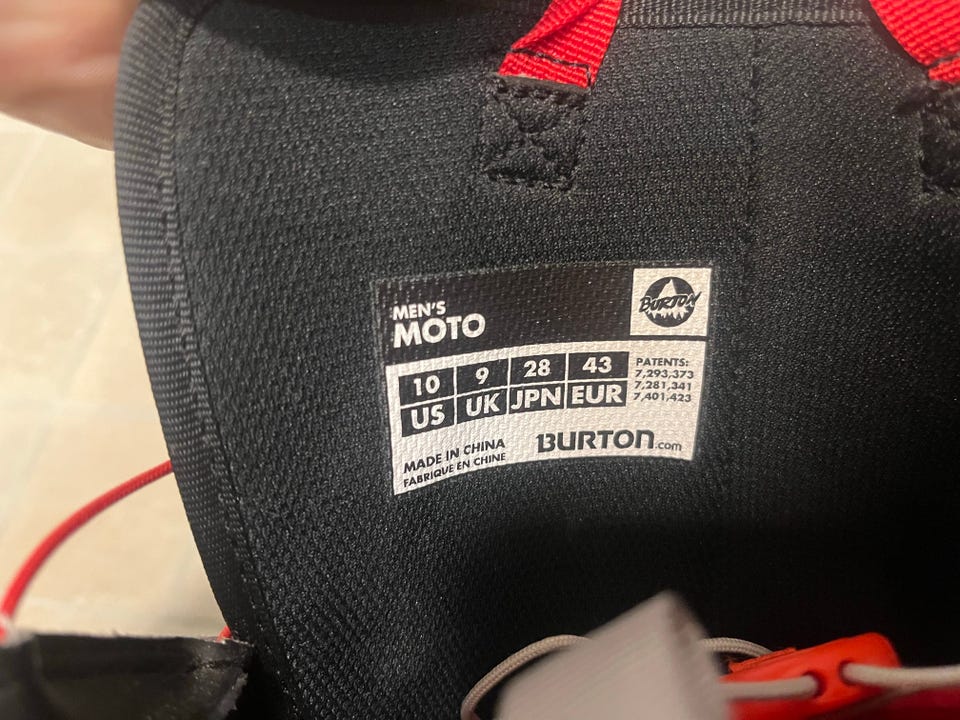 MEN'S
MOTO
BURTON
10 9 28 43
US UK JPN EUR
PATENTS:
7,293,373
7,281,341
7,401,423
MADE IN CHINA
FABRIQUE EN CHINE
BURTON.com